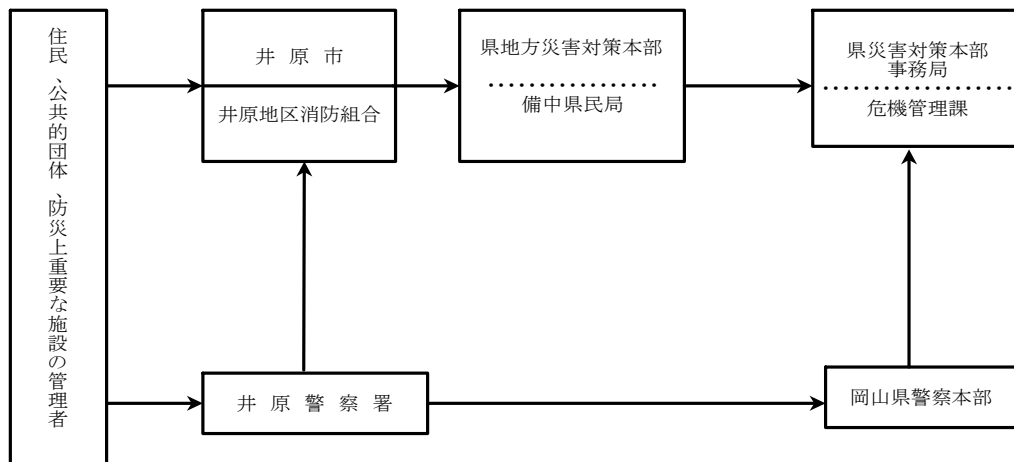 住民、公共的団体、防災上重要な施設の管理者
井原市
井原地区消防組合
県地方災害対策本部
備中県民局
県災害対策本部
事務局
危機管理課
井原警察署
岡山県警察本部